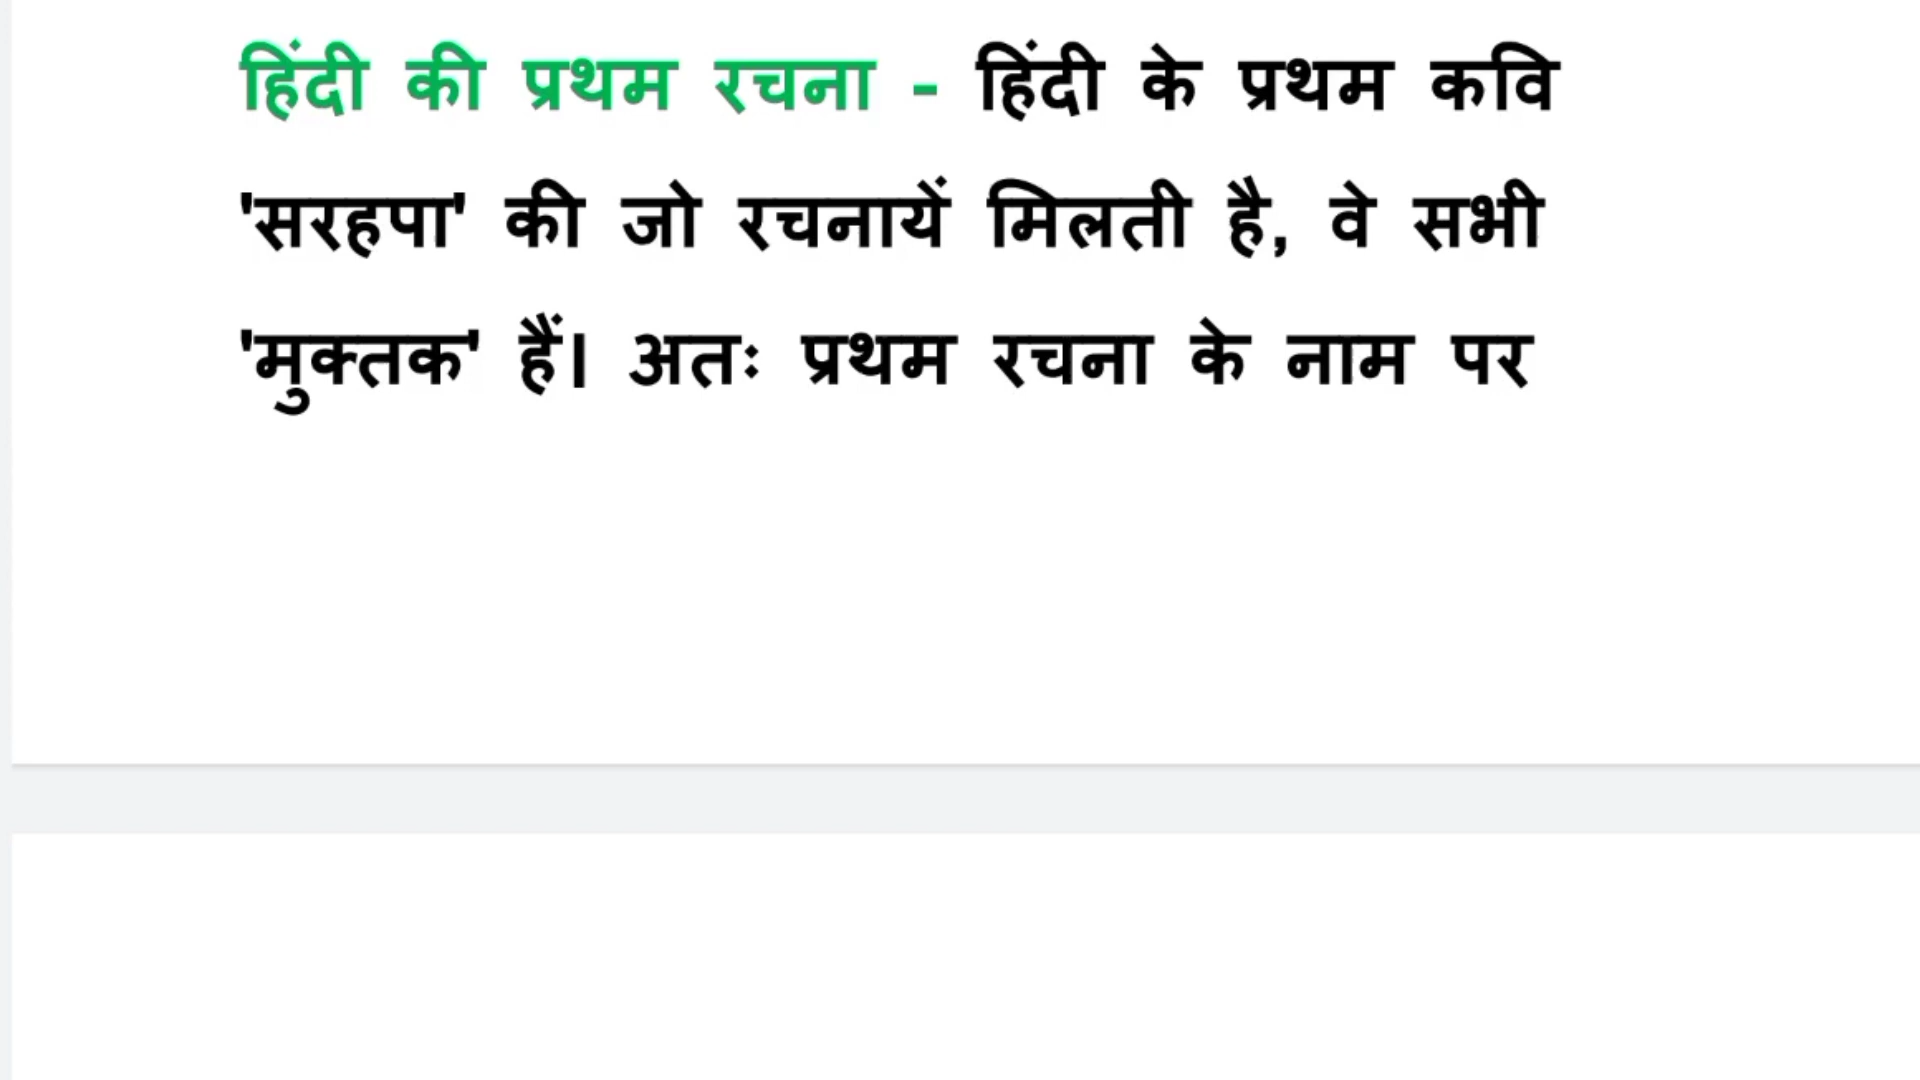 हिंदी की प्रथम रचना - हिंदी के प्रथम कवि
'सरहपा' की जो रचनायें मिलती है, वे सभी
'मुक्तक' हैं। अतः प्रथम रचना के नाम पर